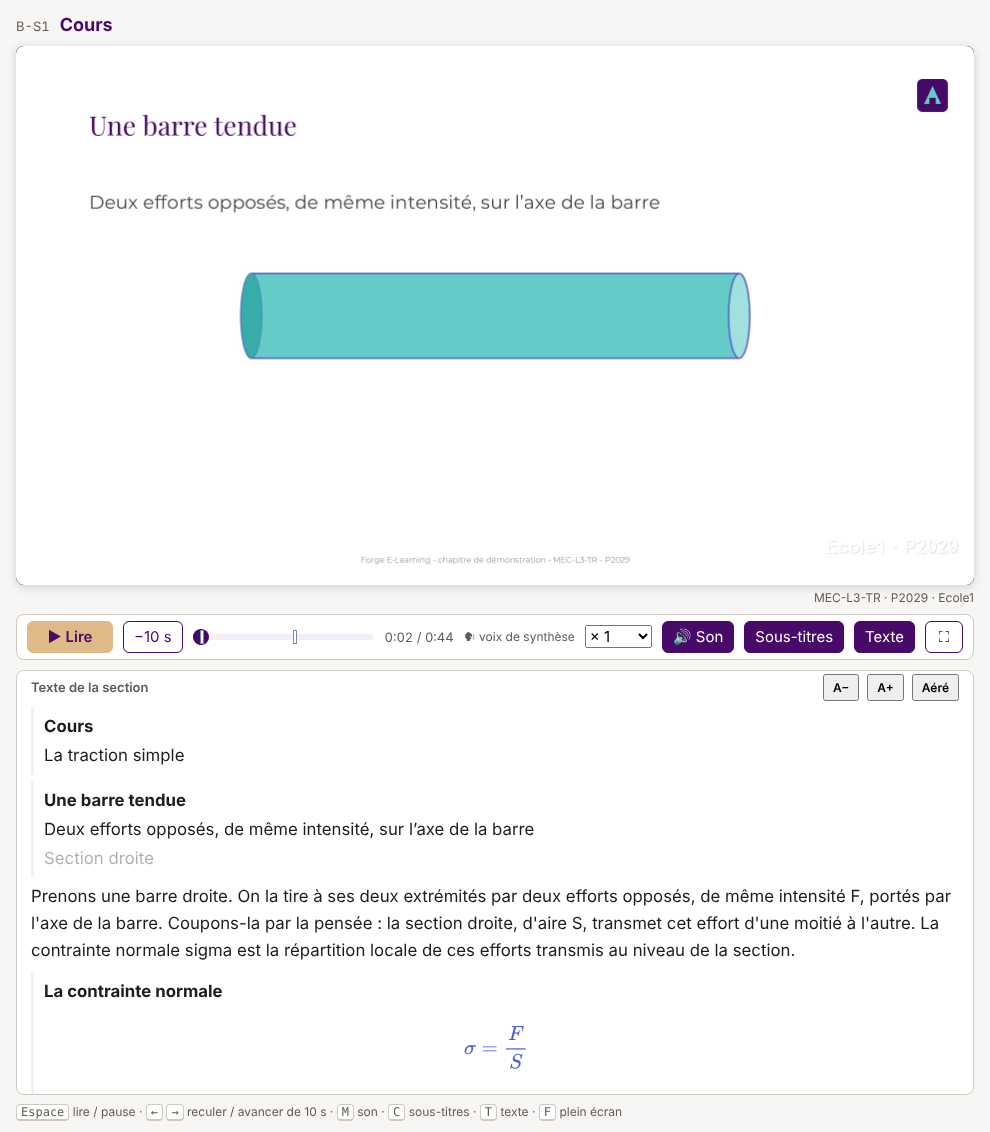 B-S1 Cours
A
Une barre tendue
Deux efforts opposés, de même intensité, sur l’axe de la barre
Ecole1 · P2029
Forge E-Learning - chapitre de démonstration - MEC-L3-TR - P2029
MEC-L3-TR · P2029 · Ecole1
▶ Lire −10 s 0:02 / 0:44 🗣 voix de synthèse × 1 🔊 Son Sous-titres Texte ⛶
Texte de la section A− A+ Aéré
Cours
La traction simple
Une barre tendue
Deux efforts opposés, de même intensité, sur l’axe de la barre
Section droite
Prenons une barre droite. On la tire à ses deux extrémités par deux efforts opposés, de même intensité F, portés par
l'axe de la barre. Coupons-la par la pensée : la section droite, d'aire S, transmet cet effort d'une moitié à l'autre. La
contrainte normale sigma est la répartition locale de ces efforts transmis au niveau de la section.
La contrainte normale
σ = F / S
Espace lire / pause · ← → reculer / avancer de 10 s · M son · C sous-titres · T texte · F plein écran